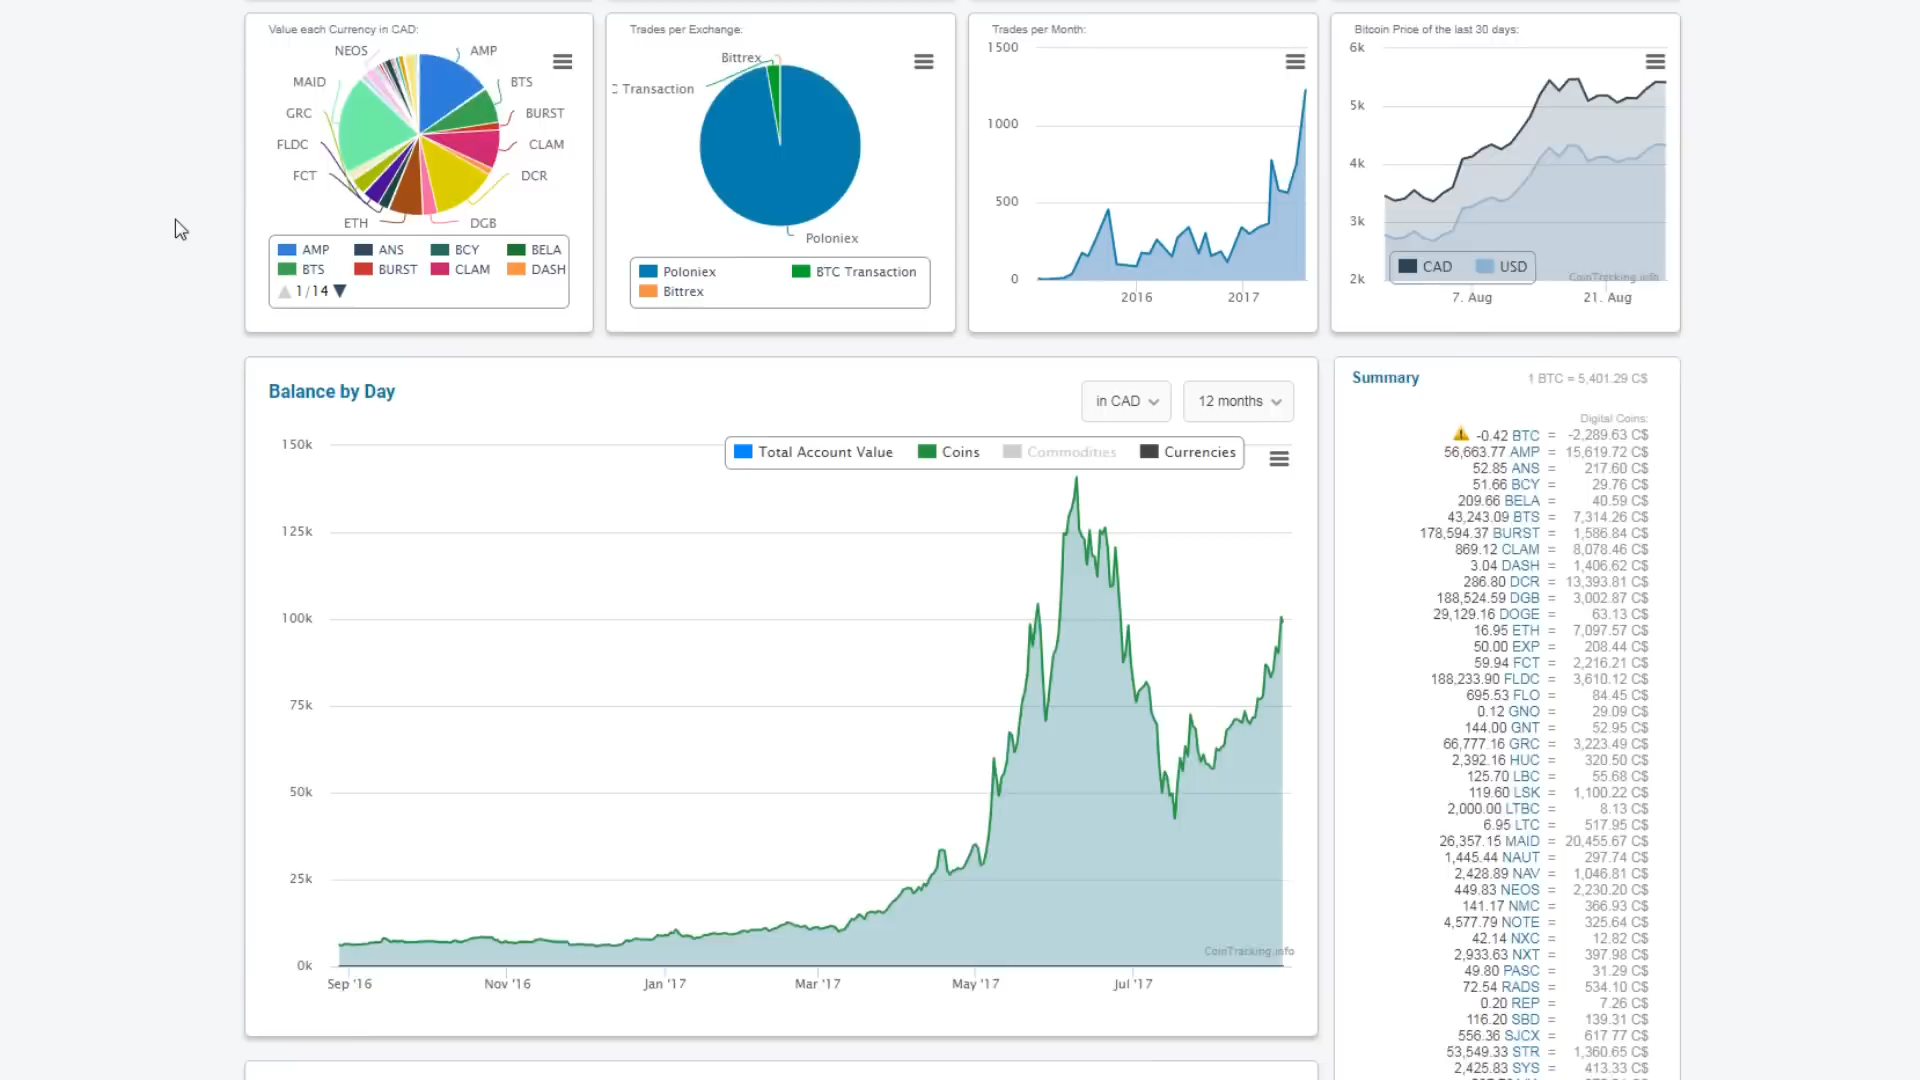 Value each Currency in CAD:
NEOS
AMP
MAID
BTS
GRC
BURST
FLDC
CLAM
FCT
DCR
ETH
DGB
AMP ANS BCY BELA
BTS BURST CLAM DASH
1/14
Trades per Exchange:
Bittrex
C Transaction
Poloniex
Poloniex BTC Transaction
Bittrex
Trades per Month:
1500
1000
500
0
2016 2017
Bitcoin Price of the last 30 days:
6k
5k
4k
3k
2k
CAD USD
CoinTracking.info
7. Aug 21. Aug
Balance by Day
in CAD
12 months
Total Account Value Coins Commodities Currencies
150k
125k
100k
75k
50k
25k
0k
CoinTracking.info
Sep '16 Nov '16 Jan '17 Mar '17 May '17 Jul '17
Summary 1 BTC = 5,401.29 C$
Digital Coins:
-0.42 BTC = -2,289.63 C$
56,663.77 AMP = 15,619.72 C$
52.85 ANS = 217.60 C$
51.66 BCY = 29.76 C$
209.66 BELA = 40.59 C$
43,243.09 BTS = 7,314.26 C$
178,594.37 BURST = 1,586.84 C$
869.12 CLAM = 8,078.46 C$
3.04 DASH = 1,406.62 C$
286.80 DCR = 13,393.81 C$
188,524.59 DGB = 3,002.87 C$
29,129.16 DOGE = 63.13 C$
16.95 ETH = 7,097.57 C$
50.00 EXP = 208.44 C$
59.94 FCT = 2,216.21 C$
188,233.90 FLDC = 3,610.12 C$
695.53 FLO = 84.45 C$
0.12 GNO = 29.09 C$
144.00 GNT = 52.95 C$
66,777.16 GRC = 3,223.49 C$
2,392.16 HUC = 320.50 C$
125.70 LBC = 55.68 C$
119.60 LSK = 1,100.22 C$
2,000.00 LTBC = 8.13 C$
6.95 LTC = 517.95 C$
26,357.15 MAID = 20,455.67 C$
1,445.44 NAUT = 297.74 C$
2,428.89 NAV = 1,046.81 C$
449.83 NEOS = 2,230.20 C$
141.17 NMC = 366.93 C$
4,577.79 NOTE = 325.64 C$
42.14 NXC = 12.82 C$
2,933.63 NXT = 397.98 C$
49.80 PASC = 31.29 C$
72.54 RADS = 534.10 C$
0.20 REP = 7.26 C$
116.20 SBD = 139.31 C$
556.36 SJCX = 617.77 C$
53,549.33 STR = 1,360.65 C$
2,425.83 SYS = 413.33 C$